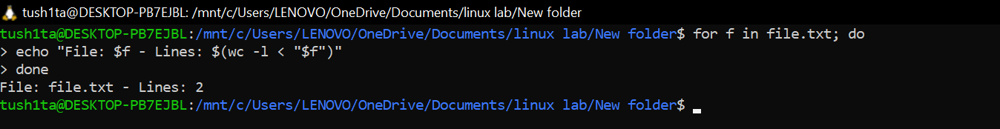 tush1ta@DESKTOP-PB7EJBL: /mnt/c/Users/LENOVO/OneDrive/Documents/linux lab/New folder
tush1ta@DESKTOP-PB7EJBL:/mnt/c/Users/LENOVO/OneDrive/Documents/linux lab/New folder$ for f in file.txt; do
> echo "File: $f - Lines: $(wc -l < "$f")"
> done
File: file.txt - Lines: 2
tush1ta@DESKTOP-PB7EJBL:/mnt/c/Users/LENOVO/OneDrive/Documents/linux lab/New folder$